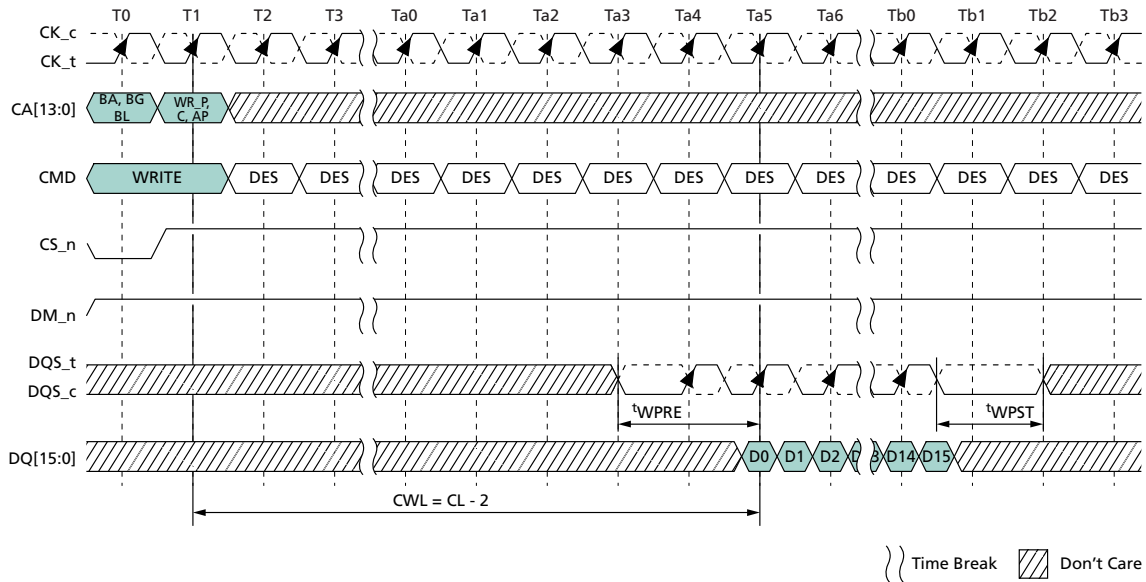 T0 T1 T2 T3 Ta0 Ta1 Ta2 Ta3 Ta4 Ta5 Ta6 Tb0 Tb1 Tb2 Tb3
CK_c
CK_t
CA[13:0]
BA, BG
BL
WR_P,
C, AP
CMD
WRITE DES DES DES DES DES DES DES DES DES DES DES DES DES
CS_n
DM_n
DQS_t
DQS_c
tWPRE tWPST
DQ[15:0]
D0 D1 D2 D14 D15
CWL = CL - 2
Time Break Don't Care